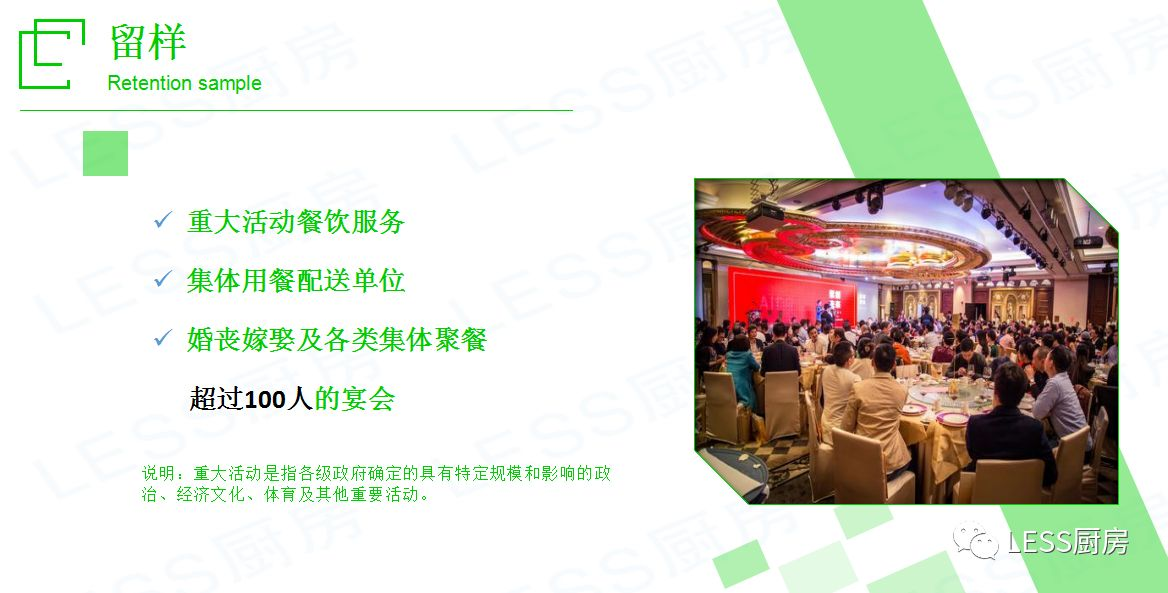 留样
Retention sample
重大活动餐饮服务
集体用餐配送单位
婚丧嫁娶及各类集体聚餐
超过100人的宴会
说明：重大活动是指各级政府确定的具有特定规模和影响的政
治、经济文化、体育及其他重要活动。
LESS厨房